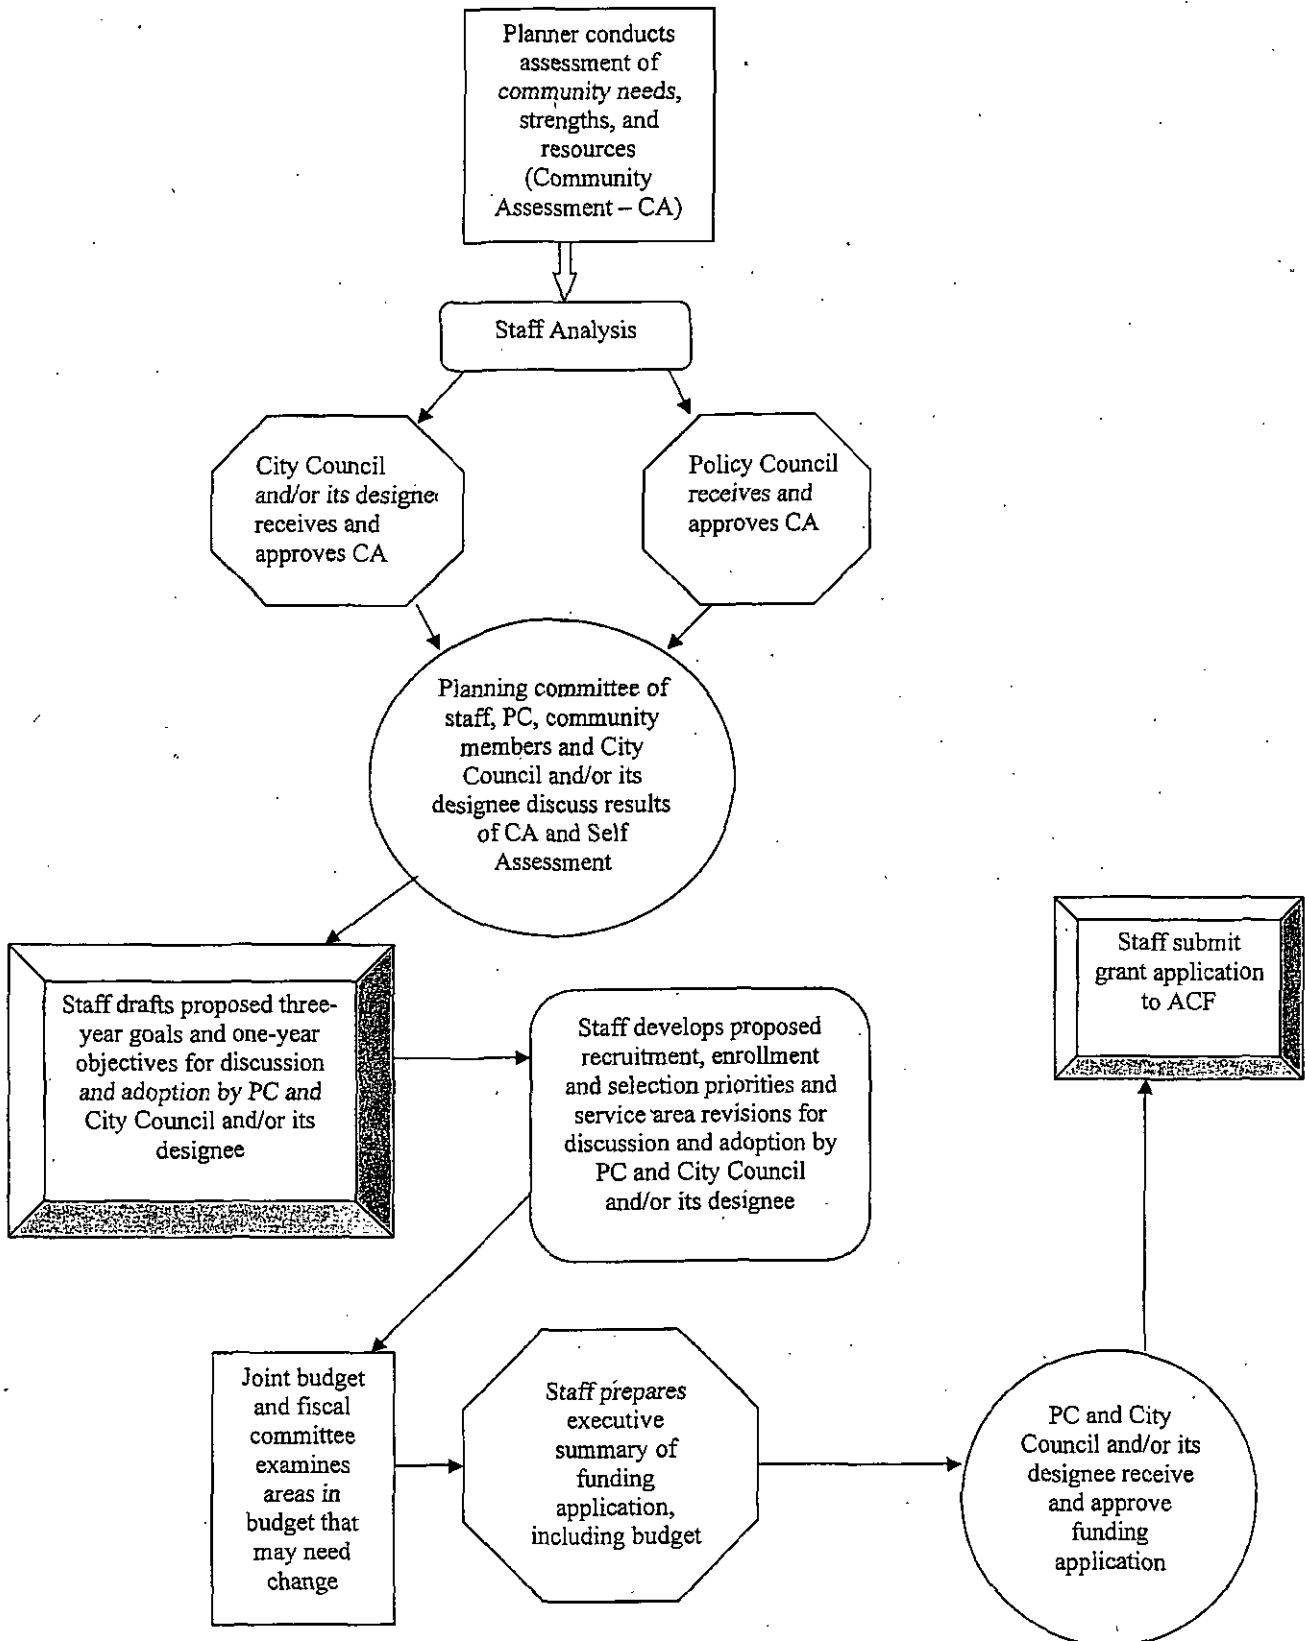 Planner conducts
assessment of
community needs,
strengths, and
resources
(Community
Assessment – CA)
Staff Analysis
City Council
and/or its designe
receives and
approves CA
Policy Council
receives and
approves CA
Planning committee of
staff, PC, community
members and City
Council and/or its
designee discuss results
of CA and Self
Assessment
Staff drafts proposed three-
year goals and one-year
objectives for discussion
and adoption by PC and
City Council and/or its
designee
Staff develops proposed
recruitment, enrollment
and selection priorities and
service area revisions for
discussion and adoption by
PC and City Council
and/or its designee
Staff submit
grant application
to ACF
Joint budget
and fiscal
committee
examines
areas in
budget that
may need
change
Staff prepares
executive
summary of
funding
application,
including budget
PC and City
Council and/or its
designee receive
and approve
funding
application